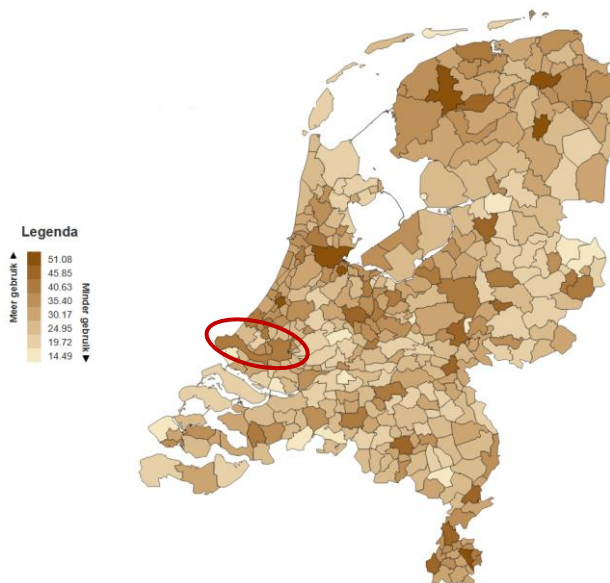 Legenda
Meer gebruik ▶
Minder gebruik ▶
51.08
45.85
40.63
35.40
30.17
24.95
19.72
14.49